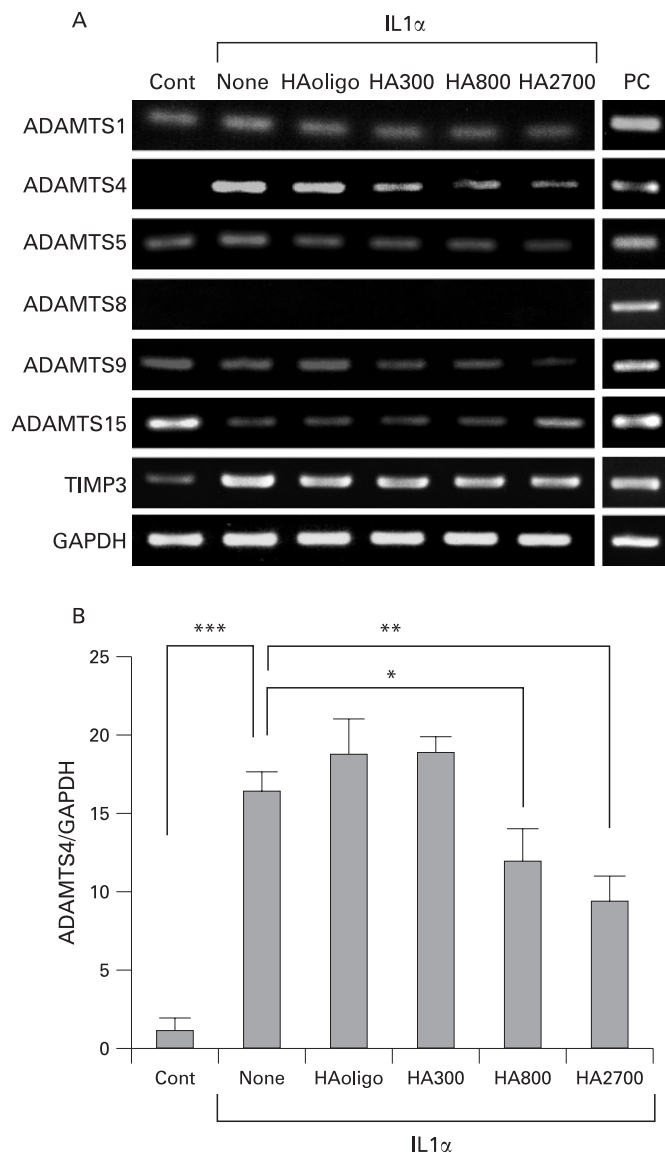 A
IL1α
Cont None HAoligo HA300 HA800 HA2700 PC
ADAMTS1
ADAMTS4
ADAMTS5
ADAMTS8
ADAMTS9
ADAMTS15
TIMP3
GAPDH
B
*** **
*
25
20
15
10
5
0
ADAMTS4/GAPDH
Cont None HAoligo HA300 HA800 HA2700
IL1α